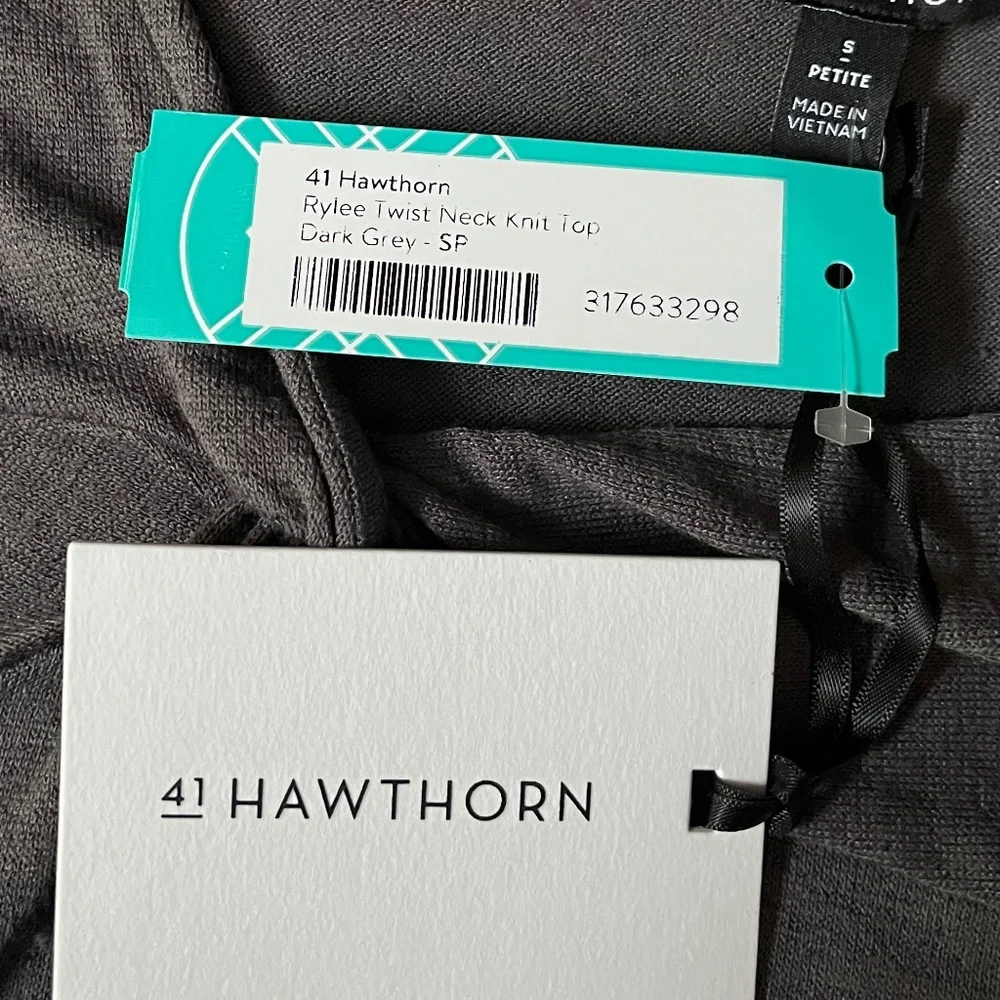 S
PETITE
MADE IN
VIETNAM
41 Hawthorn
Rylee Twist Neck Knit Top
Dark Grey - SP
317633298
41 HAWTHORN